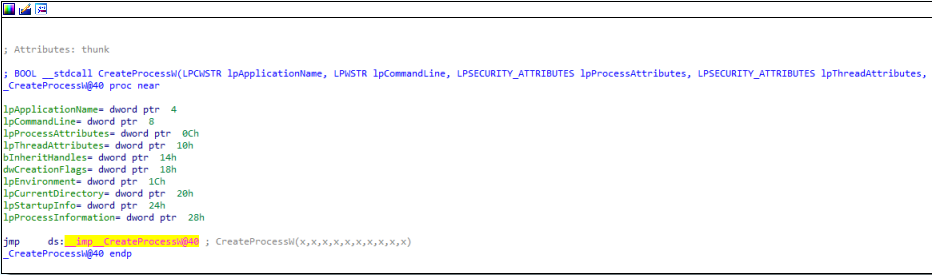 ; Attributes: thunk
; BOOL __stdcall CreateProcessW(LPCWSTR lpApplicationName, LPWSTR lpCommandLine, LPSECURITY_ATTRIBUTES lpProcessAttributes, LPSECURITY_ATTRIBUTES lpThreadAttributes,
_CreateProcessW@40 proc near
lpApplicationName= dword ptr  4
lpCommandLine= dword ptr  8
lpProcessAttributes= dword ptr  0Ch
lpThreadAttributes= dword ptr  10h
bInheritHandles= dword ptr  14h
dwCreationFlags= dword ptr  18h
lpEnvironment= dword ptr  1Ch
lpCurrentDirectory= dword ptr  20h
lpStartupInfo= dword ptr  24h
lpProcessInformation= dword ptr  28h
jmp     ds:__imp__CreateProcessW@40 ; CreateProcessW(x,x,x,x,x,x,x,x,x,x)
_CreateProcessW@40 endp